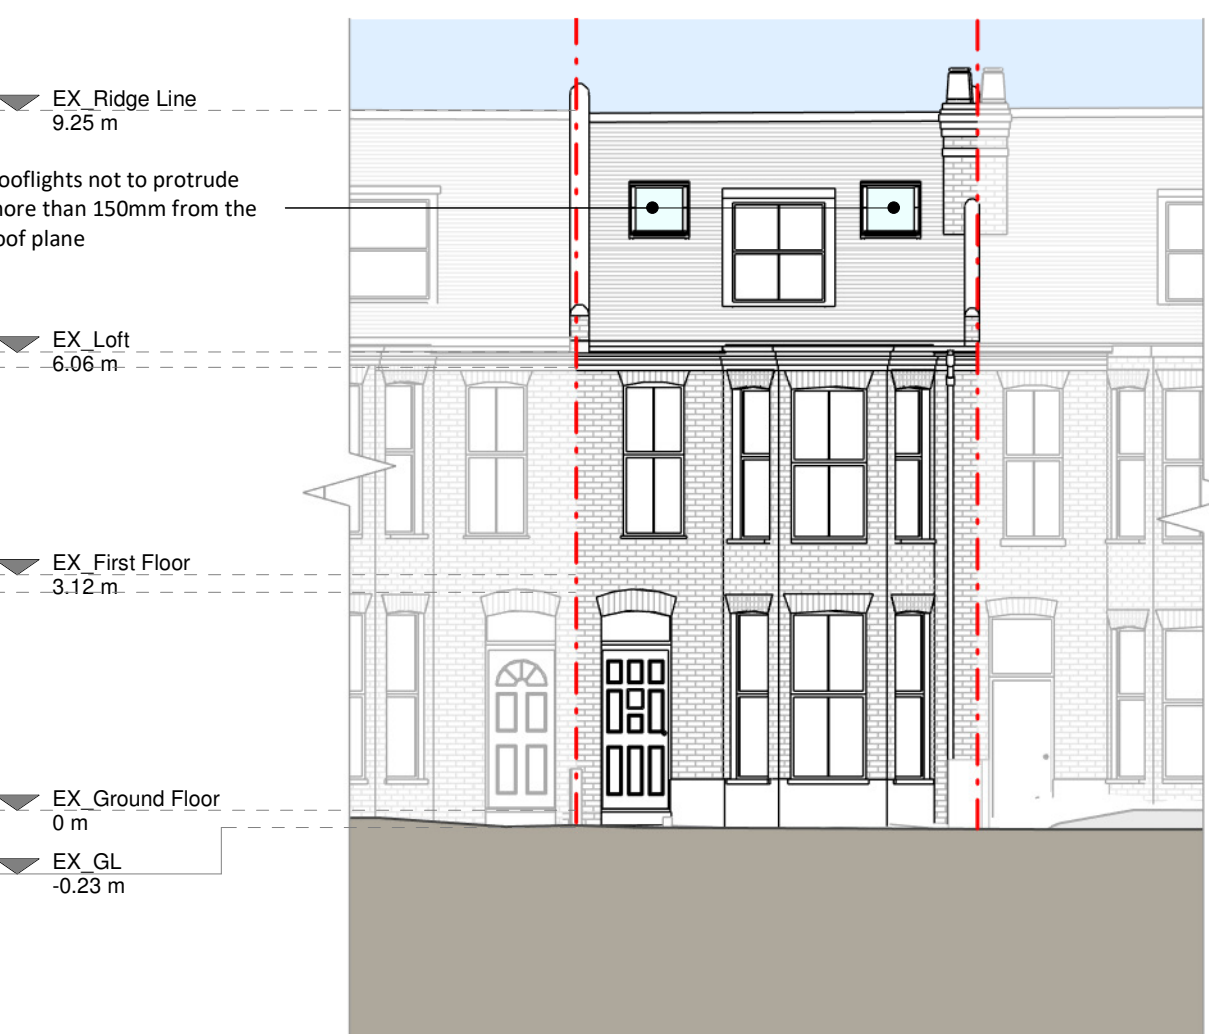 EX_Ridge Line
9.25 m
ooflights not to protrude
more than 150mm from the
oof plane
EX_Loft
6.06 m
EX_First Floor
3.12 m
EX_Ground Floor
0 m
EX_GL
-0.23 m